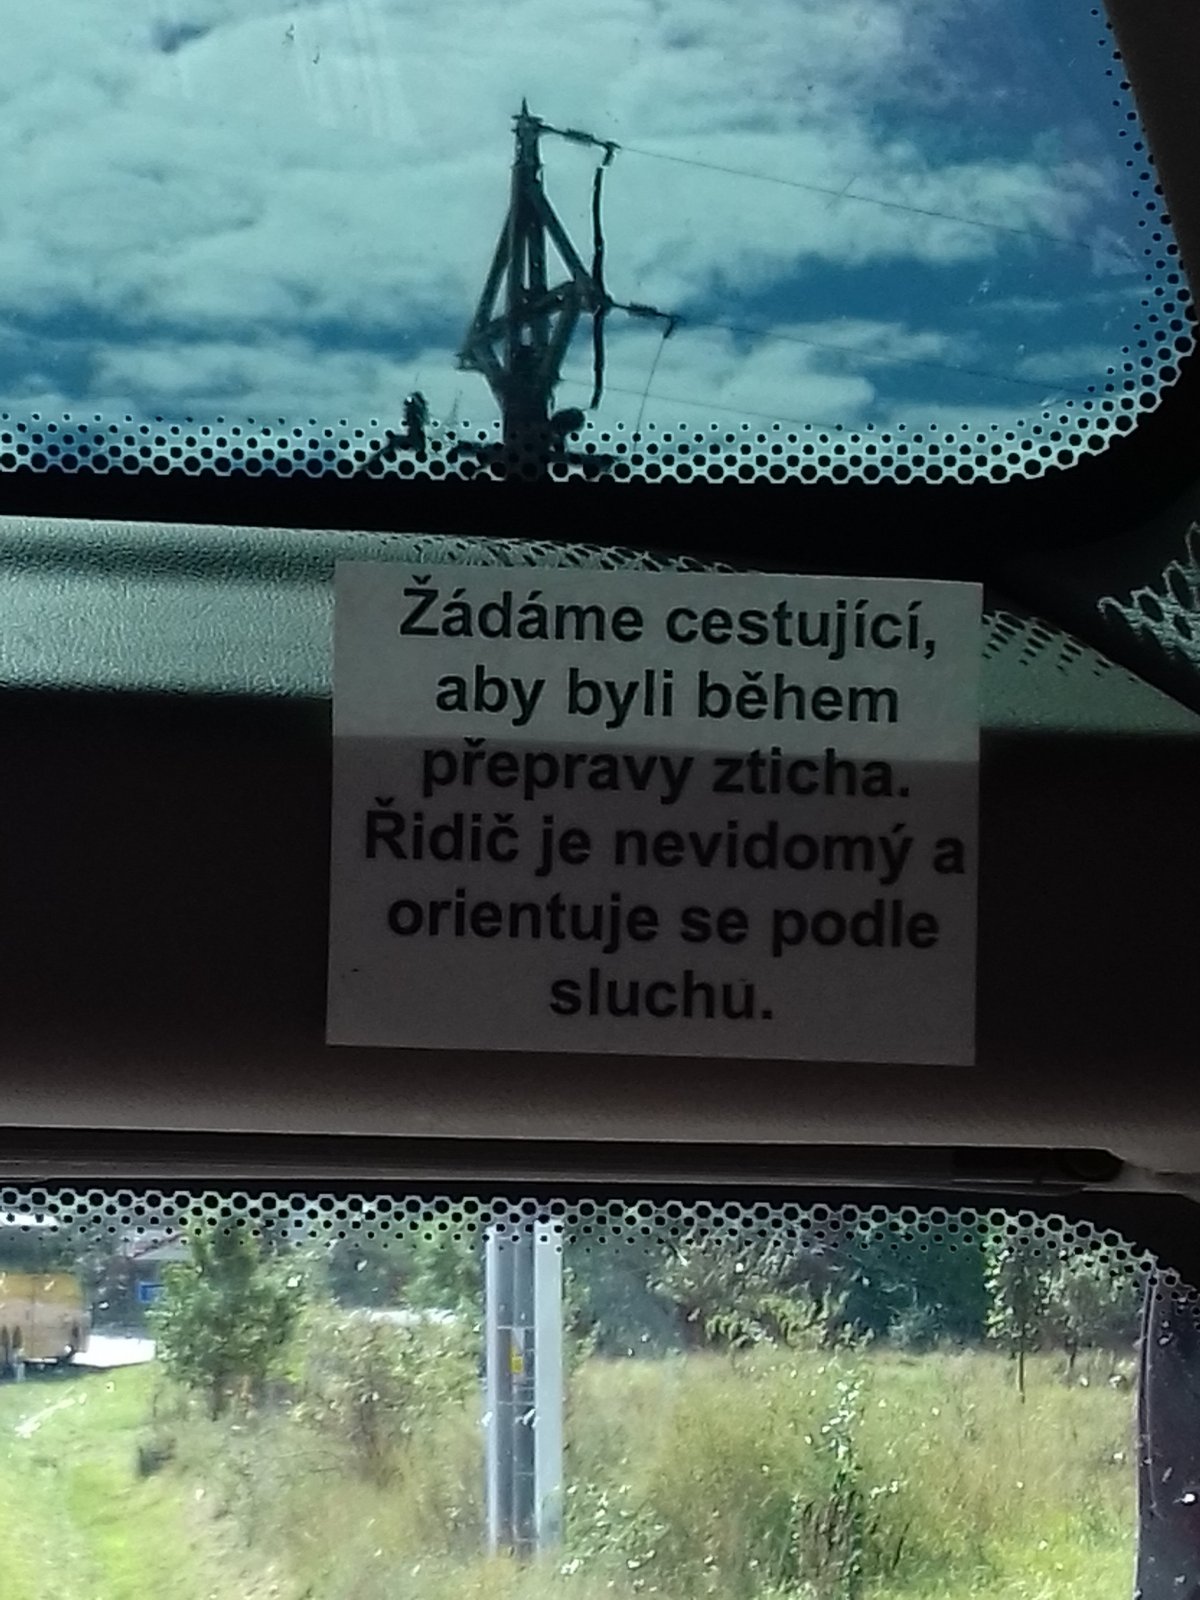 Žádáme cestující,
aby byli během
přepravy zticha.
Řidič je nevidomý a
orientuje se podle
sluchu.